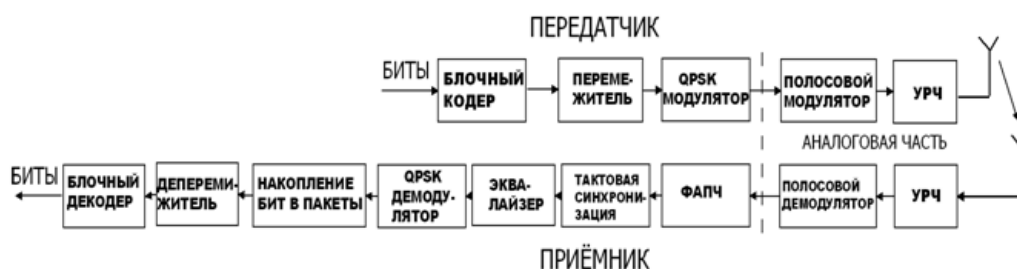 ПЕРЕДАТЧИК
БИТЫ
БЛОЧНЫЙ
КОДЕР
ПЕРЕМЕ-
ЖИТЕЛЬ
QPSK
МОДУЛЯТОР
ПОЛОСОВОЙ
МОДУЛЯТОР
УРЧ
АНАЛОГОВАЯ ЧАСТЬ
БИТЫ
БЛОЧНЫЙ
ДЕКОДЕР
ДЕПЕРЕМИ-
ЖИТЕЛЬ
НАКОПЛЕНИЕ
БИТ В ПАКЕТЫ
QPSK
ДЕМОДУ-
ЛЯТОР
ЭКВА-
ЛАЙЗЕР
ТАКТОВАЯ
СИНХРОНИ-
ЗАЦИЯ
ФАПЧ
ПОЛОСОВОЙ
ДЕМОДУЛЯТОР
УРЧ
ПРИЁМНИК